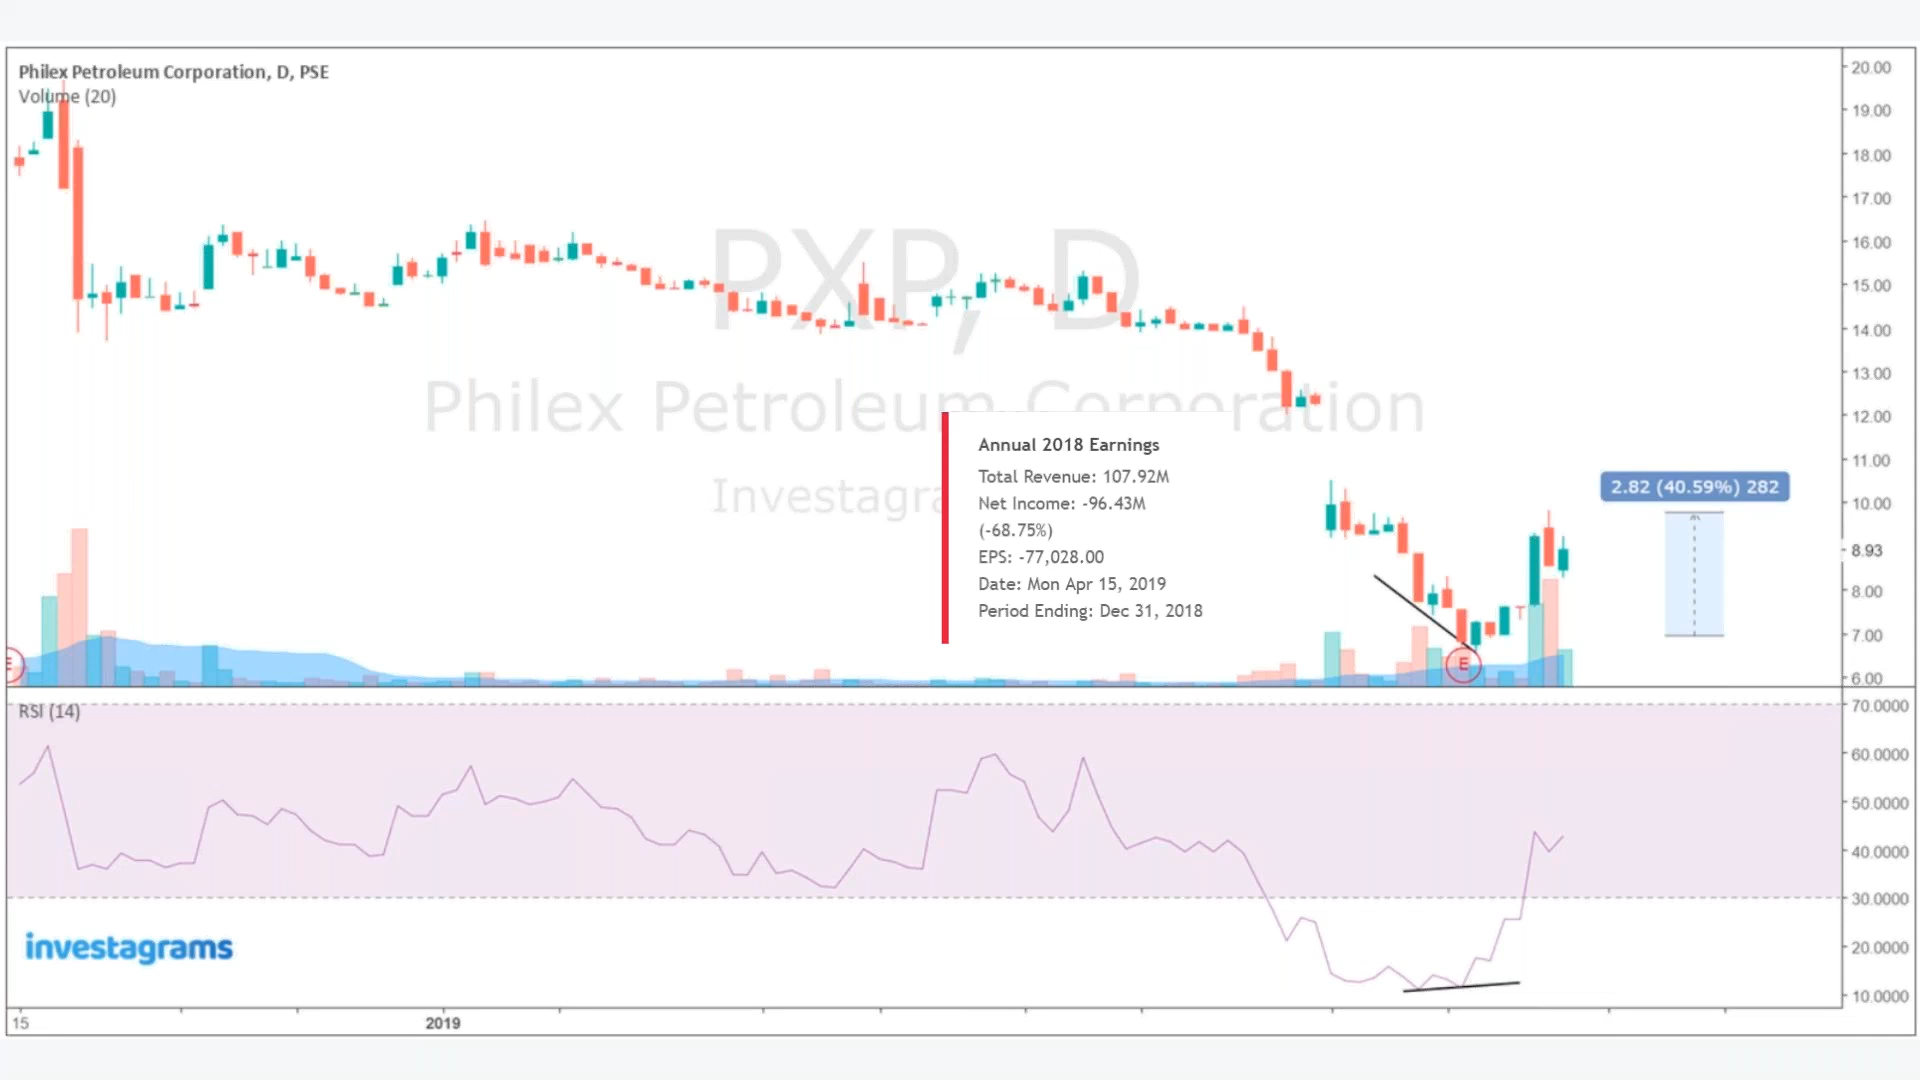 Philex Petroleum Corporation, D, PSE
Volume (20)
PXP, D
Philex Petroleum Corporation
Investagra
Annual 2018 Earnings
Total Revenue: 107.92M
Net Income: -96.43M
(-68.75%)
EPS: -77,028.00
Date: Mon Apr 15, 2019
Period Ending: Dec 31, 2018
2.82 (40.59%) 282
20.00
19.00
18.00
17.00
16.00
15.00
14.00
13.00
12.00
11.00
10.00
8.93
8.00
7.00
6.00
E
E
RSI (14)
70.0000
60.0000
50.0000
40.0000
30.0000
20.0000
10.0000
investagrams
15
2019